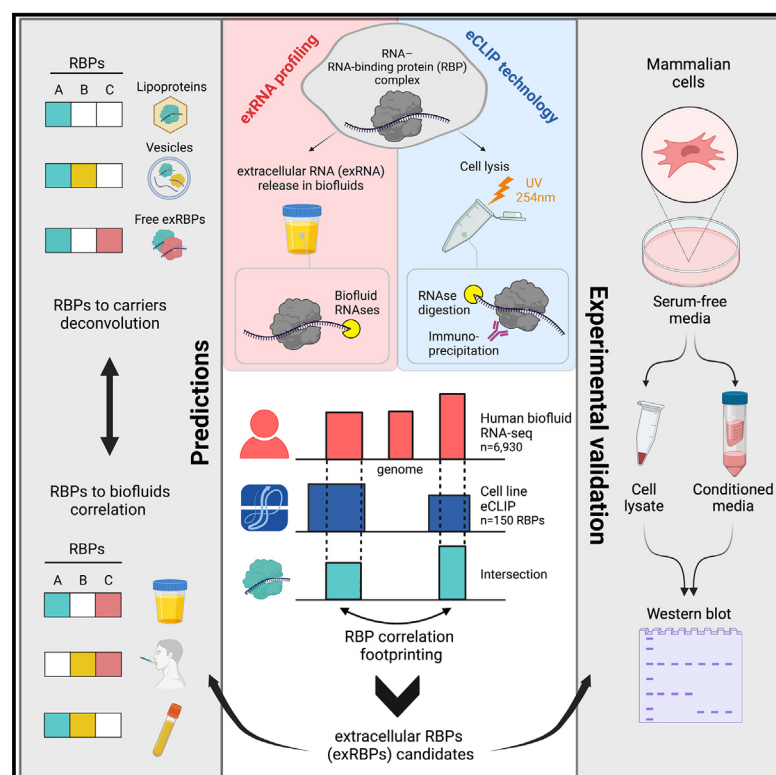 RBPs
A B C
Lipoproteins
Vesicles
Free exRBPs
RBPs to carriers
deconvolution
RBPs to biofluids
correlation
RBPs
A B C
Predictions
exRNA profiling
eCLIP technology
RNA–
RNA-binding protein (RBP)
complex
extracellular RNA (exRNA)
release in biofluids
Cell lysis
UV
254nm
Biofluid
RNAses
RNAse
digestion
Immuno-
precipitation
Human biofluid
RNA-seq
n=6,930
genome
Cell line
eCLIP
n=150 RBPs
Intersection
RBP correlation
footprinting
extracellular RBPs
(exRBPs) candidates
Experimental validation
Mammalian
cells
Serum-free
media
Cell
lysate
Conditioned
media
Western blot